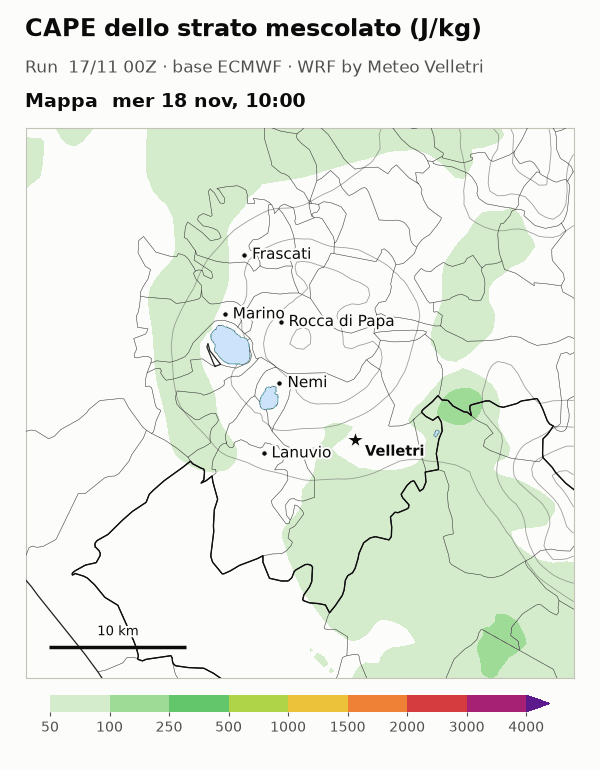 CAPE dello strato mescolato (J/kg)
Run  17/11 00Z · base ECMWF · WRF by Meteo Velletri
Mappa  mer 18 nov, 10:00
Frascati
Marino
Rocca di Papa
Nemi
Velletri
Lanuvio
10 km
50 100 250 500 1000 1500 2000 3000 4000